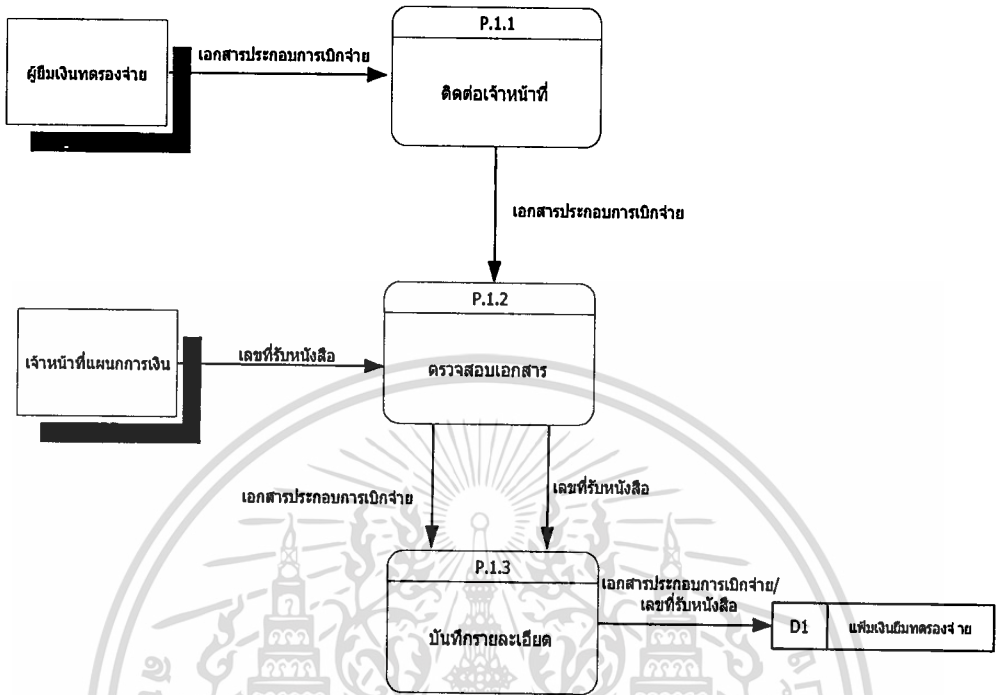 P.1.1
ผู้ยืมเงินทดรองจ่าย
เอกสารประกอบการเบิกจ่าย
ติดต่อเจ้าหน้าที่
เอกสารประกอบการเบิกจ่าย
P.1.2
เจ้าหน้าที่แผนกการเงิน
เลขที่รับหนังสือ
ตรวจสอบเอกสาร
เอกสารประกอบการเบิกจ่าย
เลขที่รับหนังสือ
P.1.3
บันทึกรายละเอียด
เอกสารประกอบการเบิกจ่าย/
เลขที่รับหนังสือ
D1
แฟ้มเงินยืมทดรองจ่าย